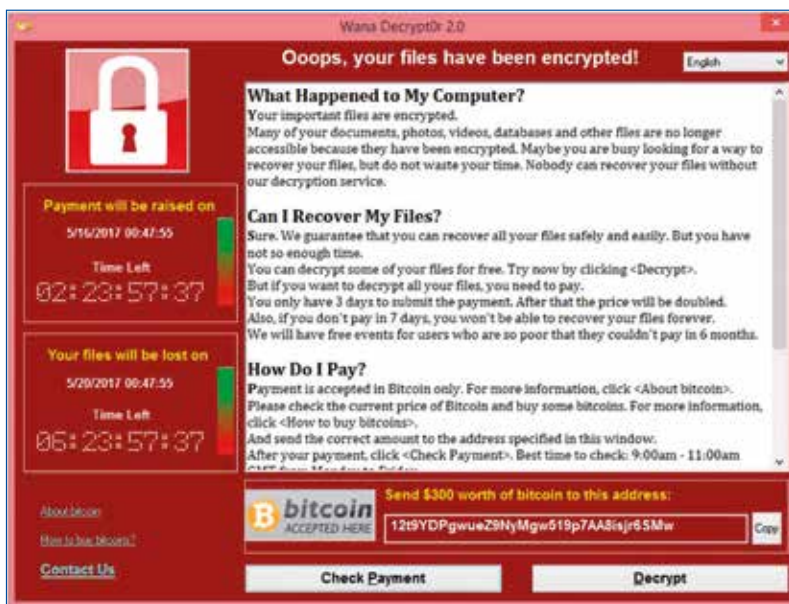 Wana Decrypt0r 2.0
Ooops, your files have been encrypted!
English
What Happened to My Computer?
Your important files are encrypted.
Many of your documents, photos, videos, databases and other files are no longer
accessible because they have been encrypted. Maybe you are busy looking for a way to
recover your files, but do not waste your time. Nobody can recover your files without
our decryption service.
Can I Recover My Files?
Sure. We guarantee that you can recover all your files safely and easily. But you have
not so enough time.
You can decrypt some of your files for free. Try now by clicking <Decrypt>.
But if you want to decrypt all your files, you need to pay.
You only have 3 days to submit the payment. After that the price will be doubled.
Also, if you don't pay in 7 days, you won't be able to recover your files forever.
We will have free events for users who are so poor that they couldn't pay in 6 months.
How Do I Pay?
Payment is accepted in Bitcoin only. For more information, click <About bitcoin>.
Please check the current price of Bitcoin and buy some bitcoins. For more information,
click <How to buy bitcoins>.
And send the correct amount to the address specified in this window.
After your payment, click <Check Payment>. Best time to check: 9:00am - 11:00am
GMT from Monday to Friday.
Payment will be raised on
5/16/2017 00:47:55
Time Left
02:23:57:37
Your files will be lost on
5/20/2017 00:47:55
Time Left
06:23:57:37
About bitcoin
How to buy bitcoins?
Contact Us
bitcoin
ACCEPTED HERE
Send $300 worth of bitcoin to this address:
12t9YDPgwueZ9NyMgw519p7AA8isjr6SMw
Copy
Check Payment
Decrypt